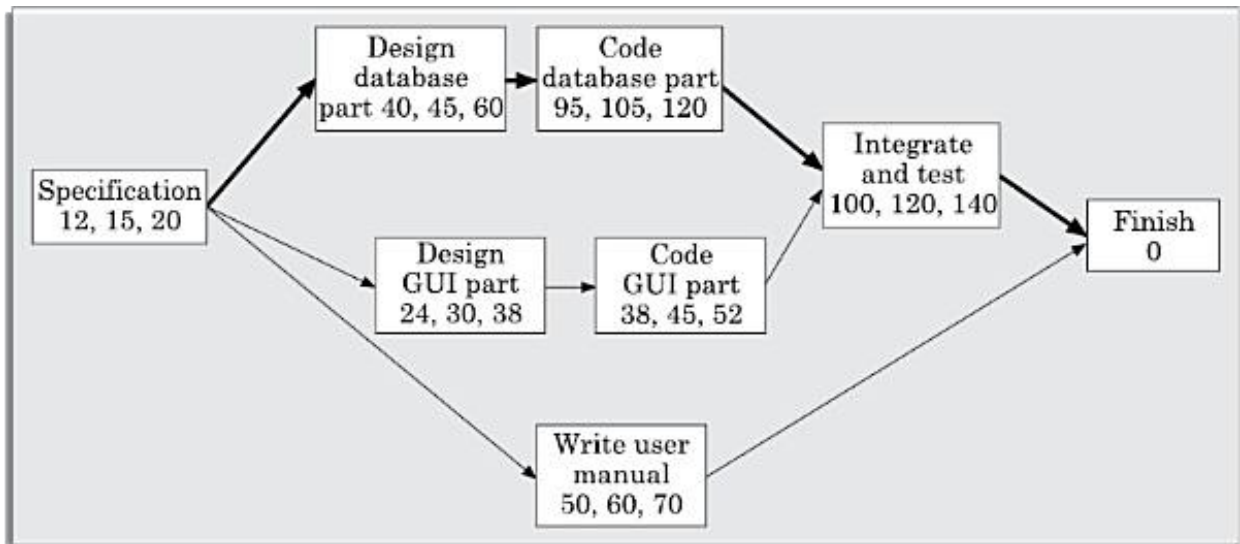 Design
database
part 40, 45, 60
Code
database part
95, 105, 120
Integrate
and test
100, 120, 140
Specification
12, 15, 20
Finish
0
Design
GUI part
24, 30, 38
Code
GUI part
38, 45, 52
Write user
manual
50, 60, 70